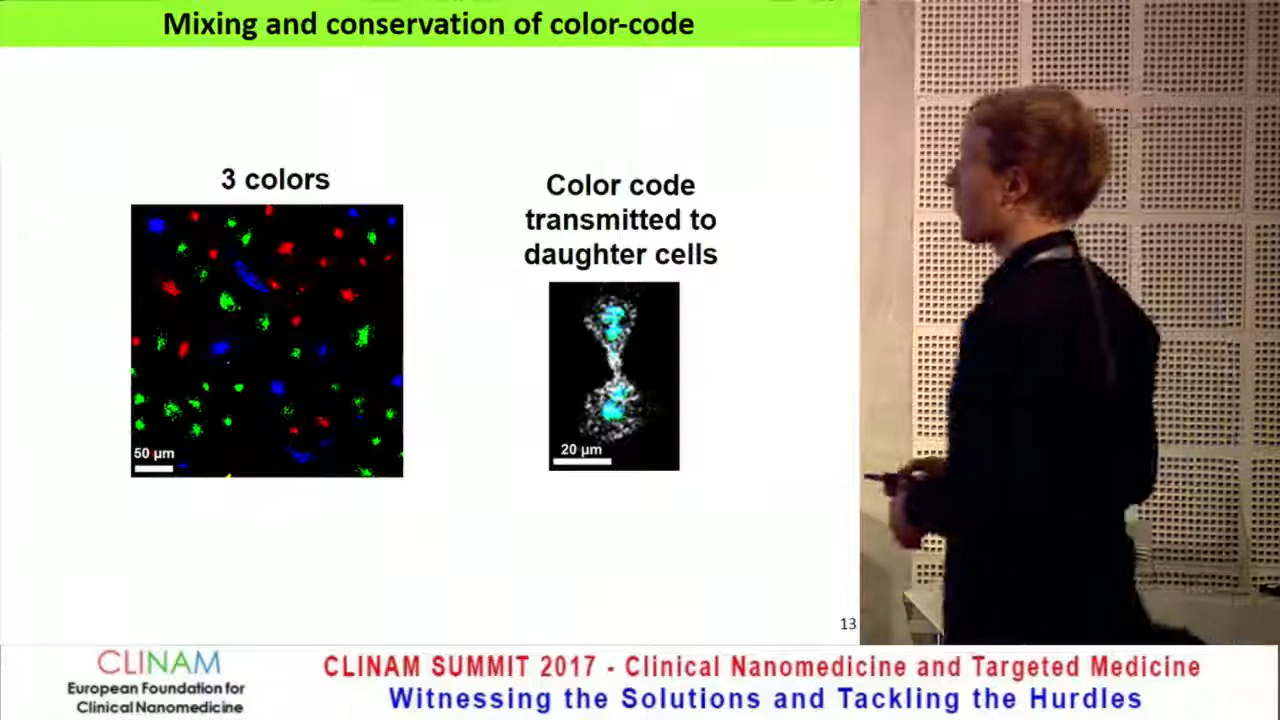 Mixing and conservation of color-code
3 colors
50 µm
Color code
transmitted to
daughter cells
20 µm
13
CLINAM
European Foundation for
Clinical Nanomedicine
CLINAM SUMMIT 2017 - Clinical Nanomedicine and Targeted Medicine
Witnessing the Solutions and Tackling the Hurdles